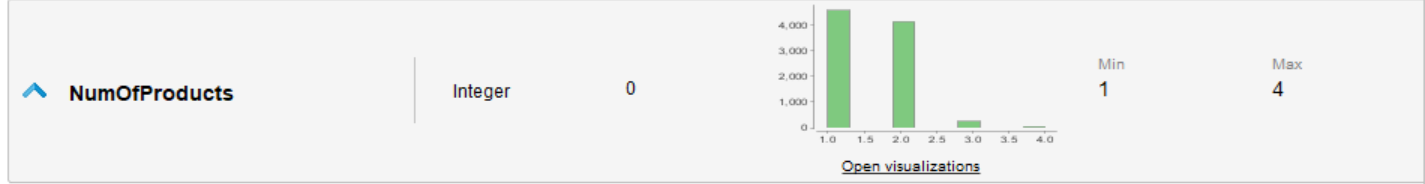 NumOfProducts
Integer
0
4,000
3,000
2,000
1,000
0
1.0 1.5 2.0 2.5 3.0 3.5 4.0
Open visualizations
Min
1
Max
4